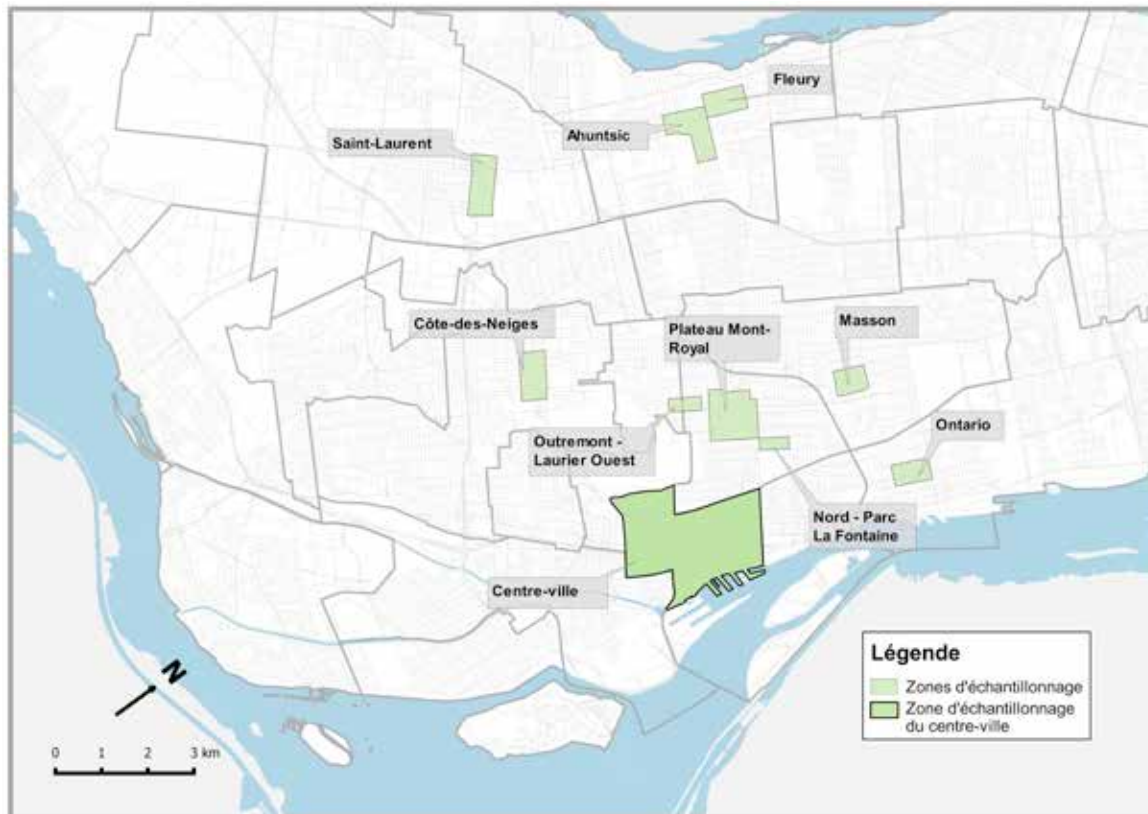 Fleury
Ahuntsic
Saint-Laurent
Côte-des-Neiges
Plateau Mont-
Royal
Masson
Ontario
Outremont -
Laurier Ouest
Nord - Parc
La Fontaine
Centre-ville
Légende
Zones d'échantillonnage
Zone d'échantillonnage
du centre-ville
N
0 1 2 3 km